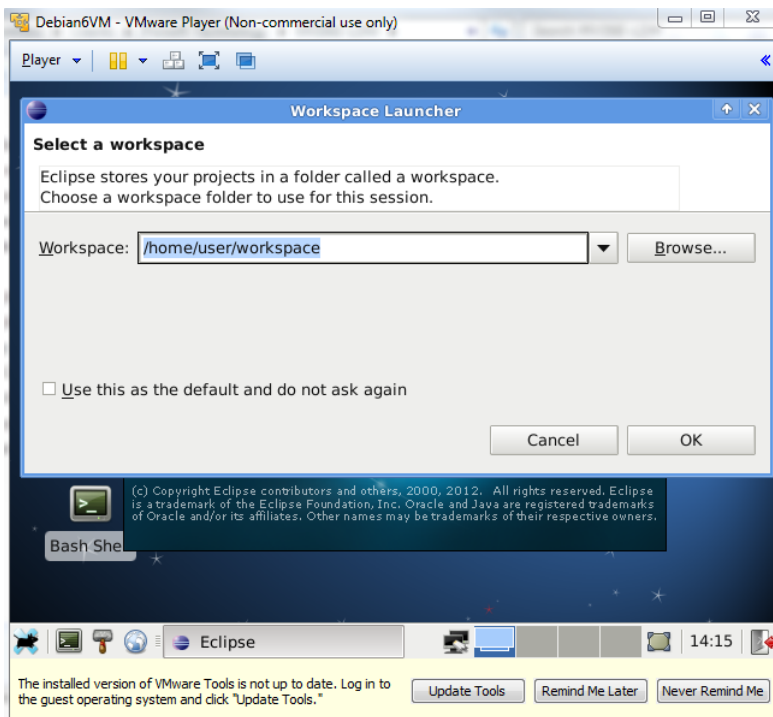 Debian6VM - VMware Player (Non-commercial use only)
Player
Workspace Launcher
Select a workspace
Eclipse stores your projects in a folder called a workspace.
Choose a workspace folder to use for this session.
Workspace: /home/user/workspace Browse...
Use this as the default and do not ask again
Cancel OK
(c) Copyright Eclipse contributors and others, 2000, 2012. All rights reserved. Eclipse
is a trademark of the Eclipse Foundation, Inc. Oracle and Java are registered trademarks
of Oracle and/or its affiliates. Other names may be trademarks of their respective owners.
Bash She
Eclipse 14:15
The installed version of VMware Tools is not up to date. Log in to
the guest operating system and click "Update Tools."
Update Tools Remind Me Later Never Remind Me